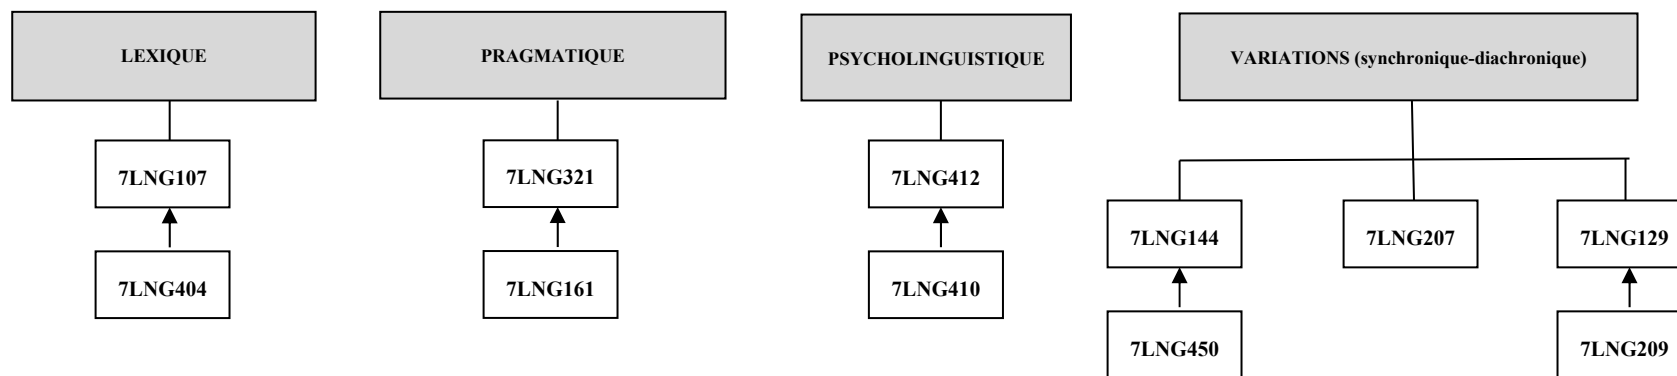 LEXIQUE
PRAGMATIQUE
PSYCHOLINGUISTIQUE
VARIATIONS (synchronique-diachronique)
7LNG107
7LNG321
7LNG412
7LNG144
7LNG207
7LNG129
7LNG404
7LNG161
7LNG410
7LNG450
7LNG209